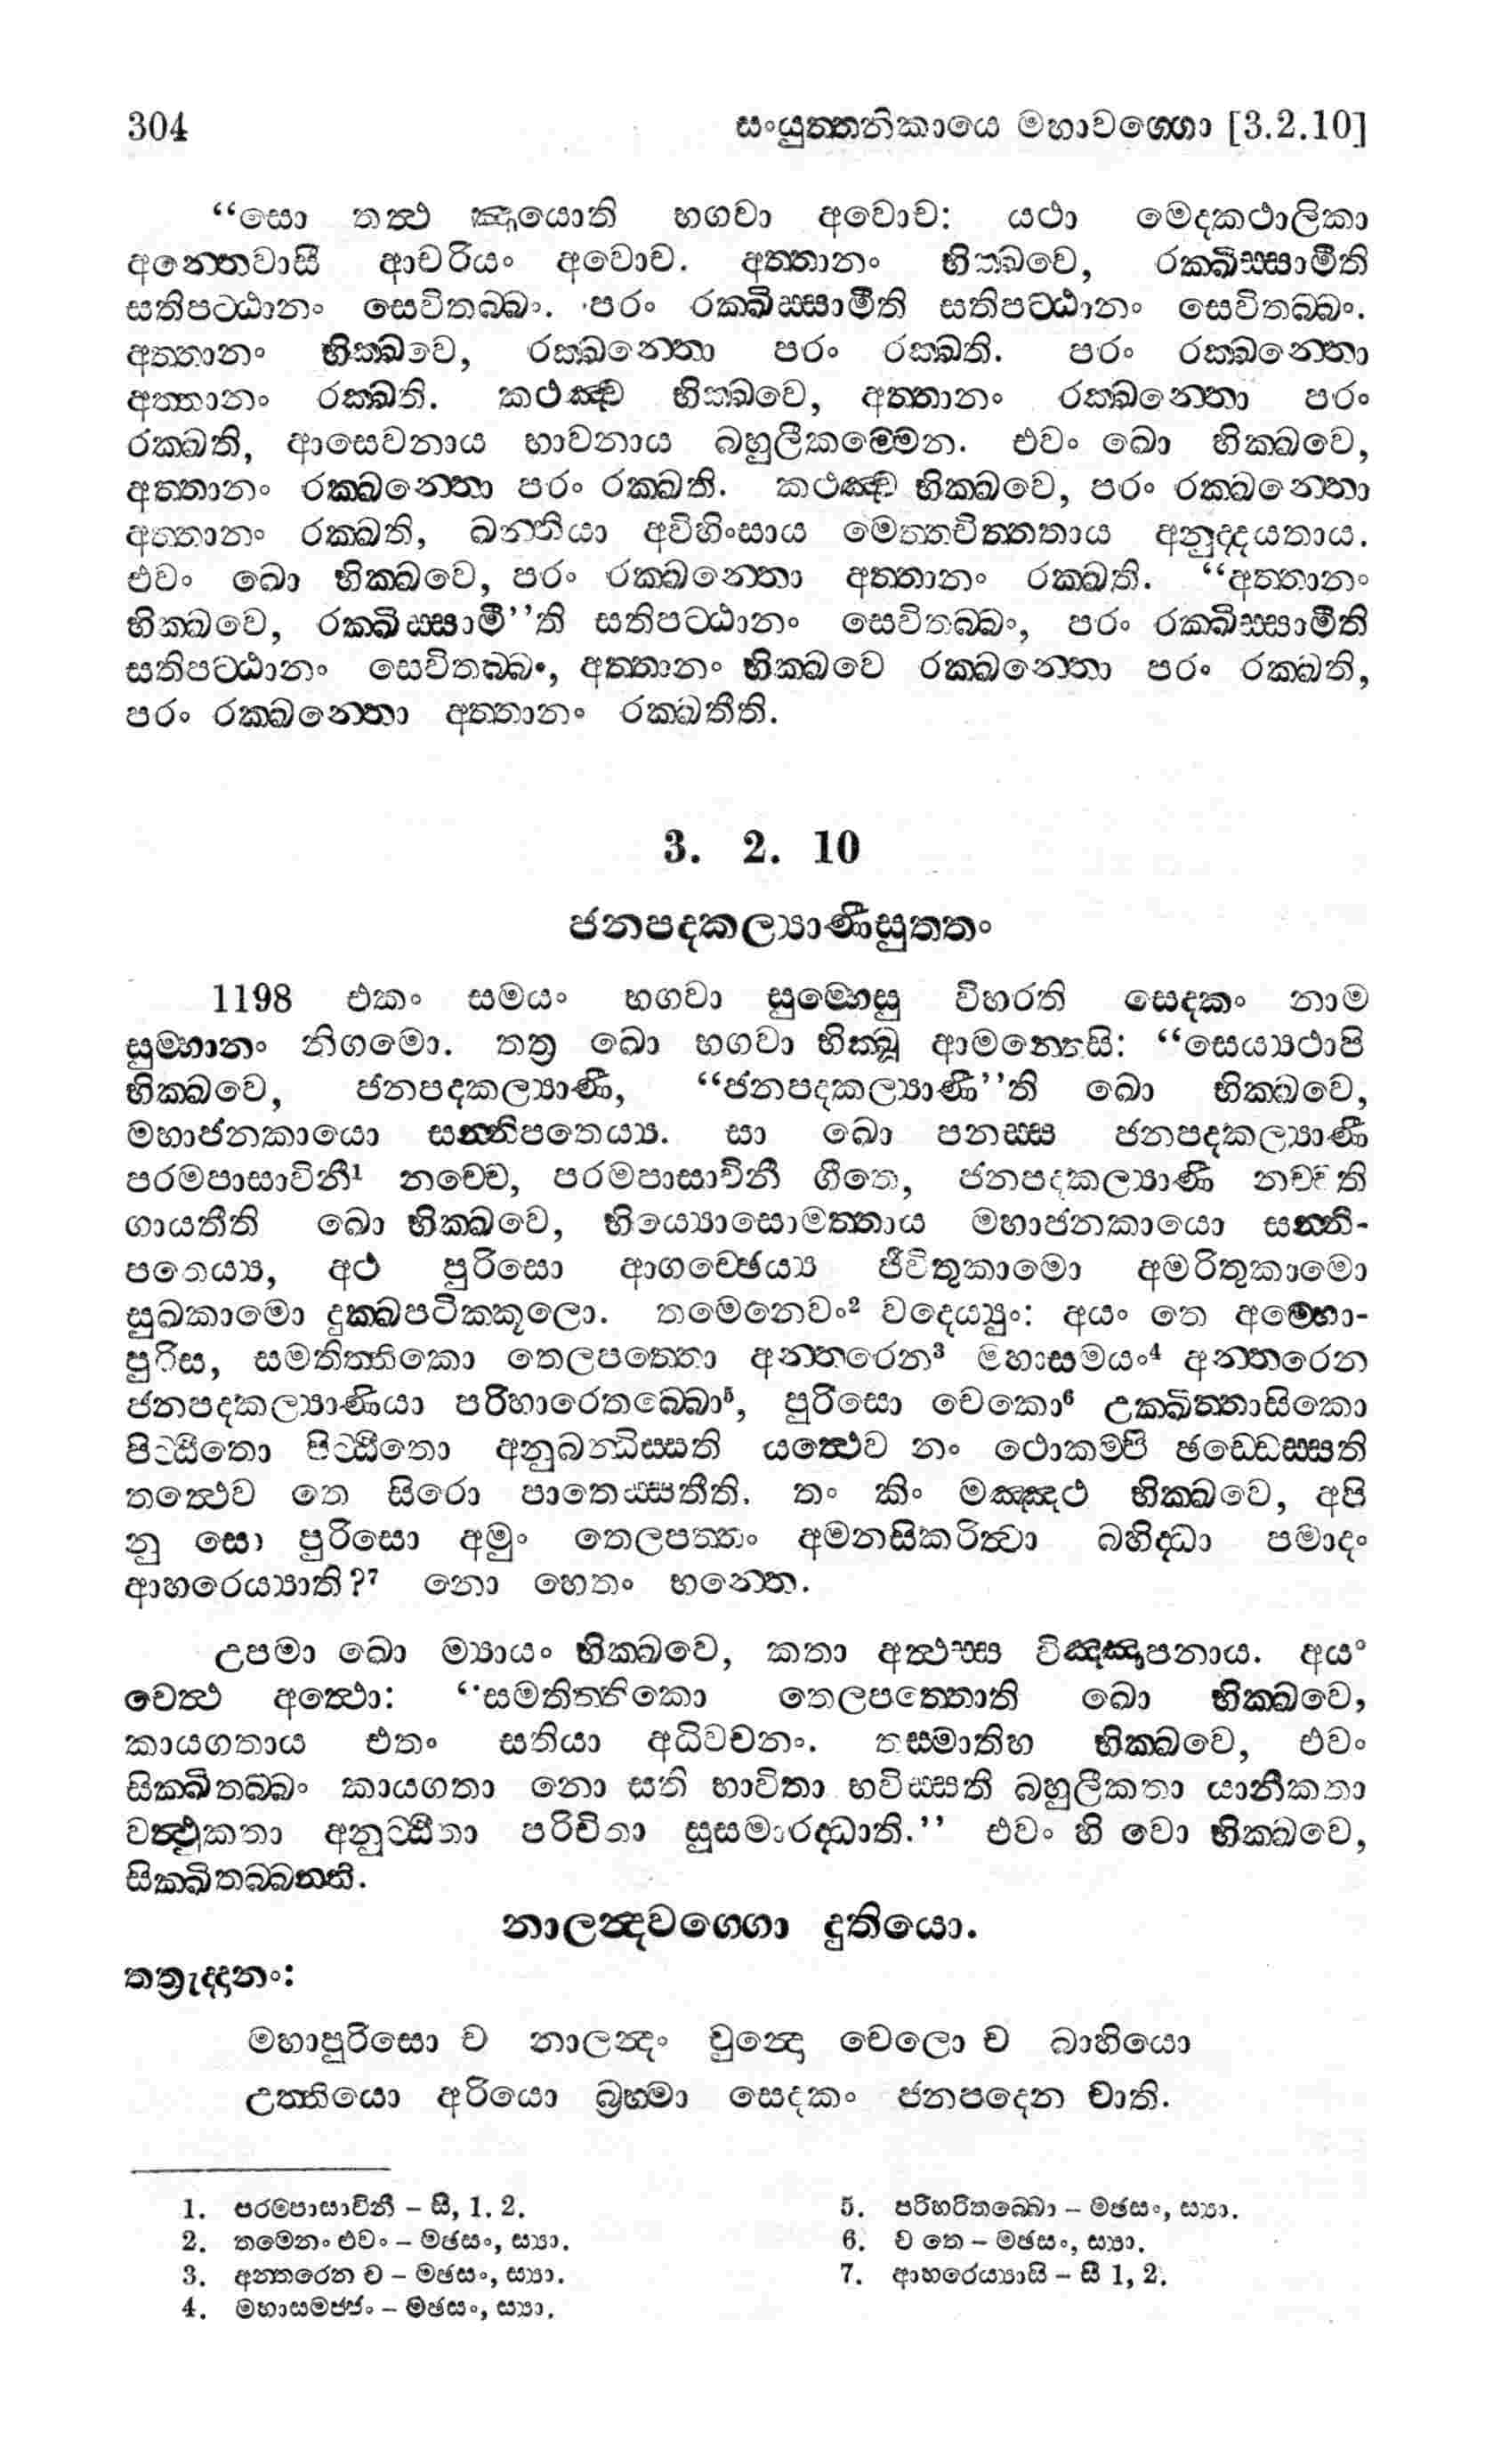 304 සංයුත්තනිකායෙ මහාවග්ගො [3.2.10]
“සො තත්ථ ඤායොති භගවා අවොච: යථා මෙදකථාලිකා
අන්තෙවාසී ආචරියං අවොච. අත්තානං භික්ඛවෙ, රක්ඛිස්සාමීති
සතිපට්ඨානං සෙවිතබ්බං. පරං රක්ඛිස්සාමීති සතිපට්ඨානං සෙවිතබ්බං.
අත්තානං භික්ඛවෙ, රක්ඛන්තො පරං රක්ඛති. පරං රක්ඛන්තො
අත්තානං රක්ඛති. කථඤ්ච භික්ඛවෙ, අත්තානං රක්ඛන්තො පරං
රක්ඛති, ආසෙවනාය භාවනාය බහුලීකම්මෙන. එවං ඛො භික්ඛවෙ,
අත්තානං රක්ඛන්තො පරං රක්ඛති. කථඤ්ච භික්ඛවෙ, පරං රක්ඛන්තො
අත්තානං රක්ඛති, ඛන්තියා අවිහිංසාය මෙත්තචිත්තතාය අනුද්දයතාය.
එවං ඛො භික්ඛවෙ, පරං රක්ඛන්තො අත්තානං රක්ඛති. “අත්තානං
භික්ඛවෙ, රක්ඛිස්සාමී”ති සතිපට්ඨානං සෙවිතබ්බං, පරං රක්ඛිස්සාමීති
සතිපට්ඨානං සෙවිතබ්බං, අත්තානං භික්ඛවෙ රක්ඛන්තො පරං රක්ඛති,
පරං රක්ඛන්තො අත්තානං රක්ඛතීති.
3. 2. 10
ජනපදකල්‍යාණීසුත්තං
1198 එකං සමයං භගවා සුම්භෙසු විහරති සෙදකං නාම
සුම්භානං නිගමො. තත්‍ර ඛො භගවා භික්ඛූ ආමන්තෙසි: “සෙය්‍යථාපි
භික්ඛවෙ, ජනපදකල්‍යාණී, “ජනපදකල්‍යාණී”ති ඛො භික්ඛවෙ,
මහාජනකායො සන්නිපතෙය්‍ය. සා ඛො පනස්ස ජනපදකල්‍යාණී
පරමපාසාවිනී¹ නච්චෙ, පරමපාසාවිනී ගීතෙ, ජනපදකල්‍යාණී නච්චති
ගායතීති ඛො භික්ඛවෙ, භිය්‍යොසොමත්තාය මහාජනකායො සන්නි-
පතෙය්‍ය, අථ පුරිසො ආගච්ඡෙය්‍ය ජීවිතුකාමො අමරිතුකාමො
සුඛකාමො දුක්ඛපටික්කූලො. තමෙනෙවං² වදෙය්‍යුං: අයං තෙ අම්භො-
පුරිස, සමතිත්තිකො තෙලපත්තො අන්තරෙන³ මහාසමයං⁴ අන්තරෙන
ජනපදකල්‍යාණියා පරිහාරෙතබ්බො⁵, පුරිසො චෙකො⁶ උක්ඛිත්තාසිකො
පිට්ඨිතො පිට්ඨිතො අනුබන්ධිස්සති යත්ථෙව නං ථොකම්පි ඡඩ්ඩෙස්සති
තත්ථෙව තෙ සිරො පාතෙස්සතීති. තං කිං මඤ්ඤථ භික්ඛවෙ, අපි
නු සො පුරිසො අමුං තෙලපත්තං අමනසිකරිත්වා බහිද්ධා පමාදං
ආහරෙය්‍යාති?⁷ නො හෙතං භන්තෙ.
උපමා ඛො ම්‍යායං භික්ඛවෙ, කතා අත්ථස්ස විඤ්ඤාපනාය. අයං
චෙත්ථ අත්ථො: “සමතිත්තිකො තෙලපත්තොති ඛො භික්ඛවෙ,
කායගතාය එතං සතියා අධිවචනං. තස්මාතිහ භික්ඛවෙ, එවං
සික්ඛිතබ්බං කායගතා නො සති භාවිතා භවිස්සති බහුලීකතා යානීකතා
වත්ථුකතා අනුට්ඨිතා පරිචිතා සුසමාරද්ධාති.” එවං හි වො භික්ඛවෙ,
සික්ඛිතබ්බන්ති.
නාලන්දවග්ගො දුතියො.
තත්‍රැද්දානං:
මහාපුරිසො ච නාලන්දං චුන්දො චෙලො ච බාහියො
උත්තියො අරියො බ්‍රහ්මා සෙදකං ජනපදෙන චාති.
1. පරම්පාසාවිනී – සී, 1. 2.
2. තමෙනං එවං – මඡසං, ස්‍යා.
3. අන්තරෙන ච – මඡසං, ස්‍යා.
4. මහාසමජ්ජං – මඡසං, ස්‍යා.
5. පරිහරිතබ්බො – මඡසං, ස්‍යා.
6. ච තෙ – මඡසං, ස්‍යා.
7. ආහරෙය්‍යාසි – සී 1, 2.